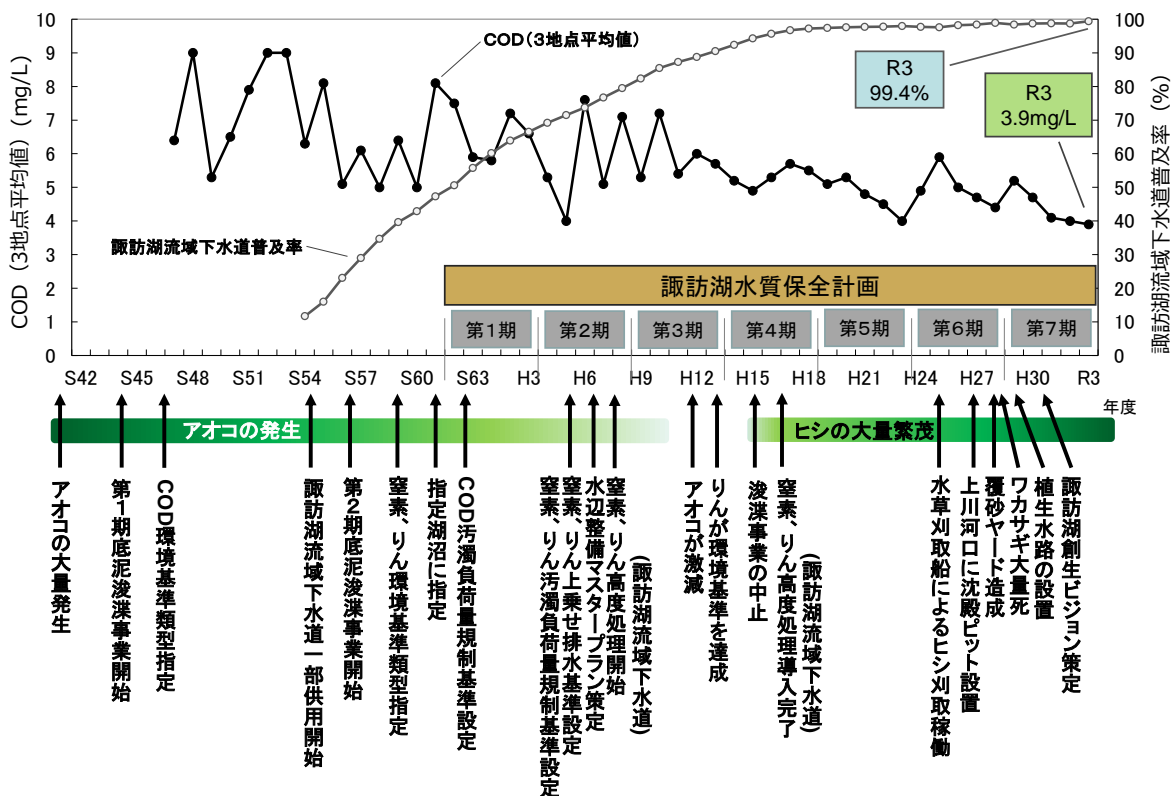 COD(3地点平均値)(mg/L)
10
9
8
7
6
5
4
3
2
1
0
COD(3地点平均値)
諏訪湖流域下水道普及率
R3
99.4%
R3
3.9mg/L
諏訪湖水質保全計画
第1期
第2期
第3期
第4期
第5期
第6期
第7期
100
90
80
70
60
50
40
30
20
10
0
諏訪湖流域下水道普及率(%)
S42 S45 S48 S51 S54 S57 S60 S63 H3 H6 H9 H12 H15 H18 H21 H24 H27 H30 R3
年度
アオコの発生
ヒシの大量繁茂
アオコの大量発生
第1期底泥浚渫事業開始
COD環境基準類型指定
諏訪湖流域下水道一部供用開始
第2期底泥浚渫事業開始
窒素、りん環境基準類型指定
指定湖沼に指定
COD汚濁負荷量規制基準設定
窒素、りん汚濁負荷量規制基準設定
窒素、りん上乗せ排水基準設定
水辺整備マスタープラン策定
窒素、りん高度処理開始
(諏訪湖流域下水道)
アオコが激減
りんが環境基準を達成
浚渫事業の中止
窒素、りん高度処理導入完了
(諏訪湖流域下水道)
水草刈取船によるヒシ刈取稼働
上川河口に沈殿ピット設置
覆砂ヤード造成
ワカサギ大量死
植生水路の設置
諏訪湖創生ビジョン策定